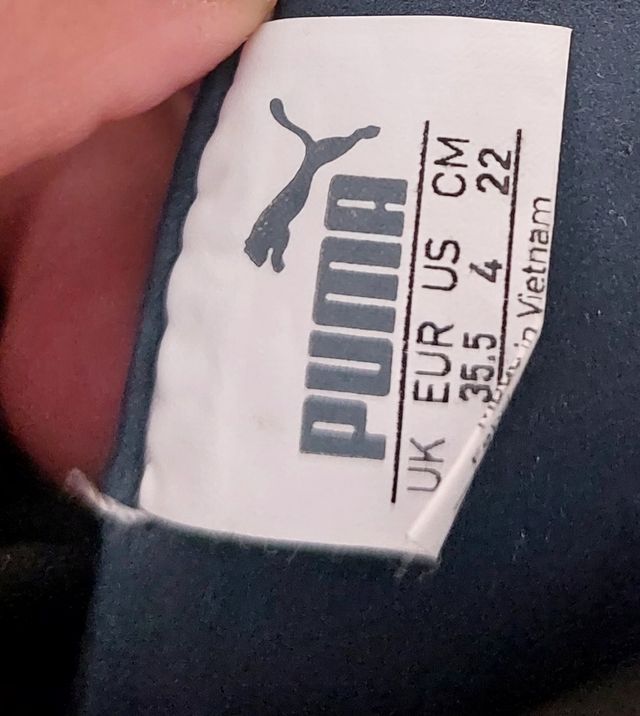 PUMA
UK EUR US CM
35.5 4 22
in Vietnam